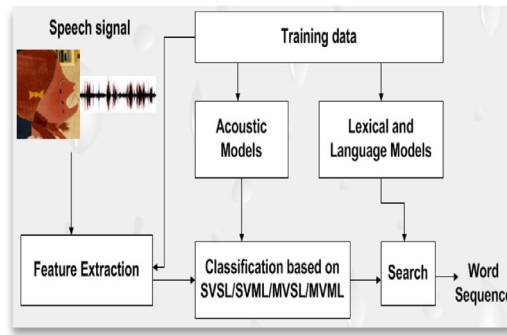 Speech signal
Training data
Acoustic
Models
Lexical and
Language Models
Feature Extraction
Classification based on
SVSL/SVML/MVSL/MVML
Search
Word
Sequence